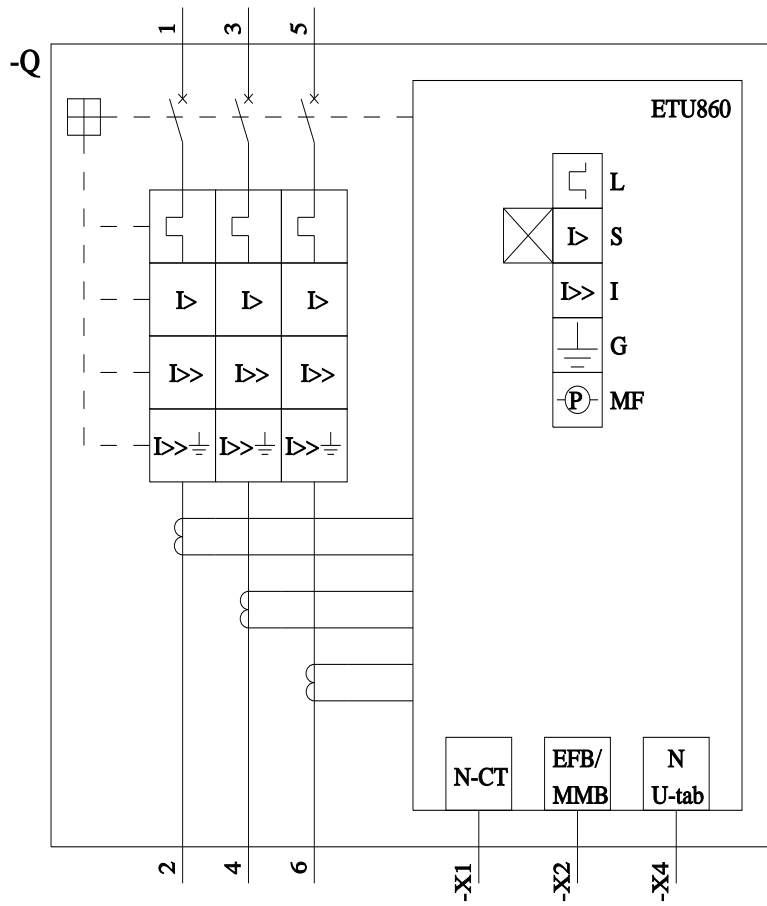 1 3 5
-Q
ETU860
L
I> S
I> I> I>
I>> I
G
I>> I>> I>>
P MF
I>> I>> I>>
N-CT
EFB/
MMB
N
U-tab
2 4 6
-X1 -X2 -X4